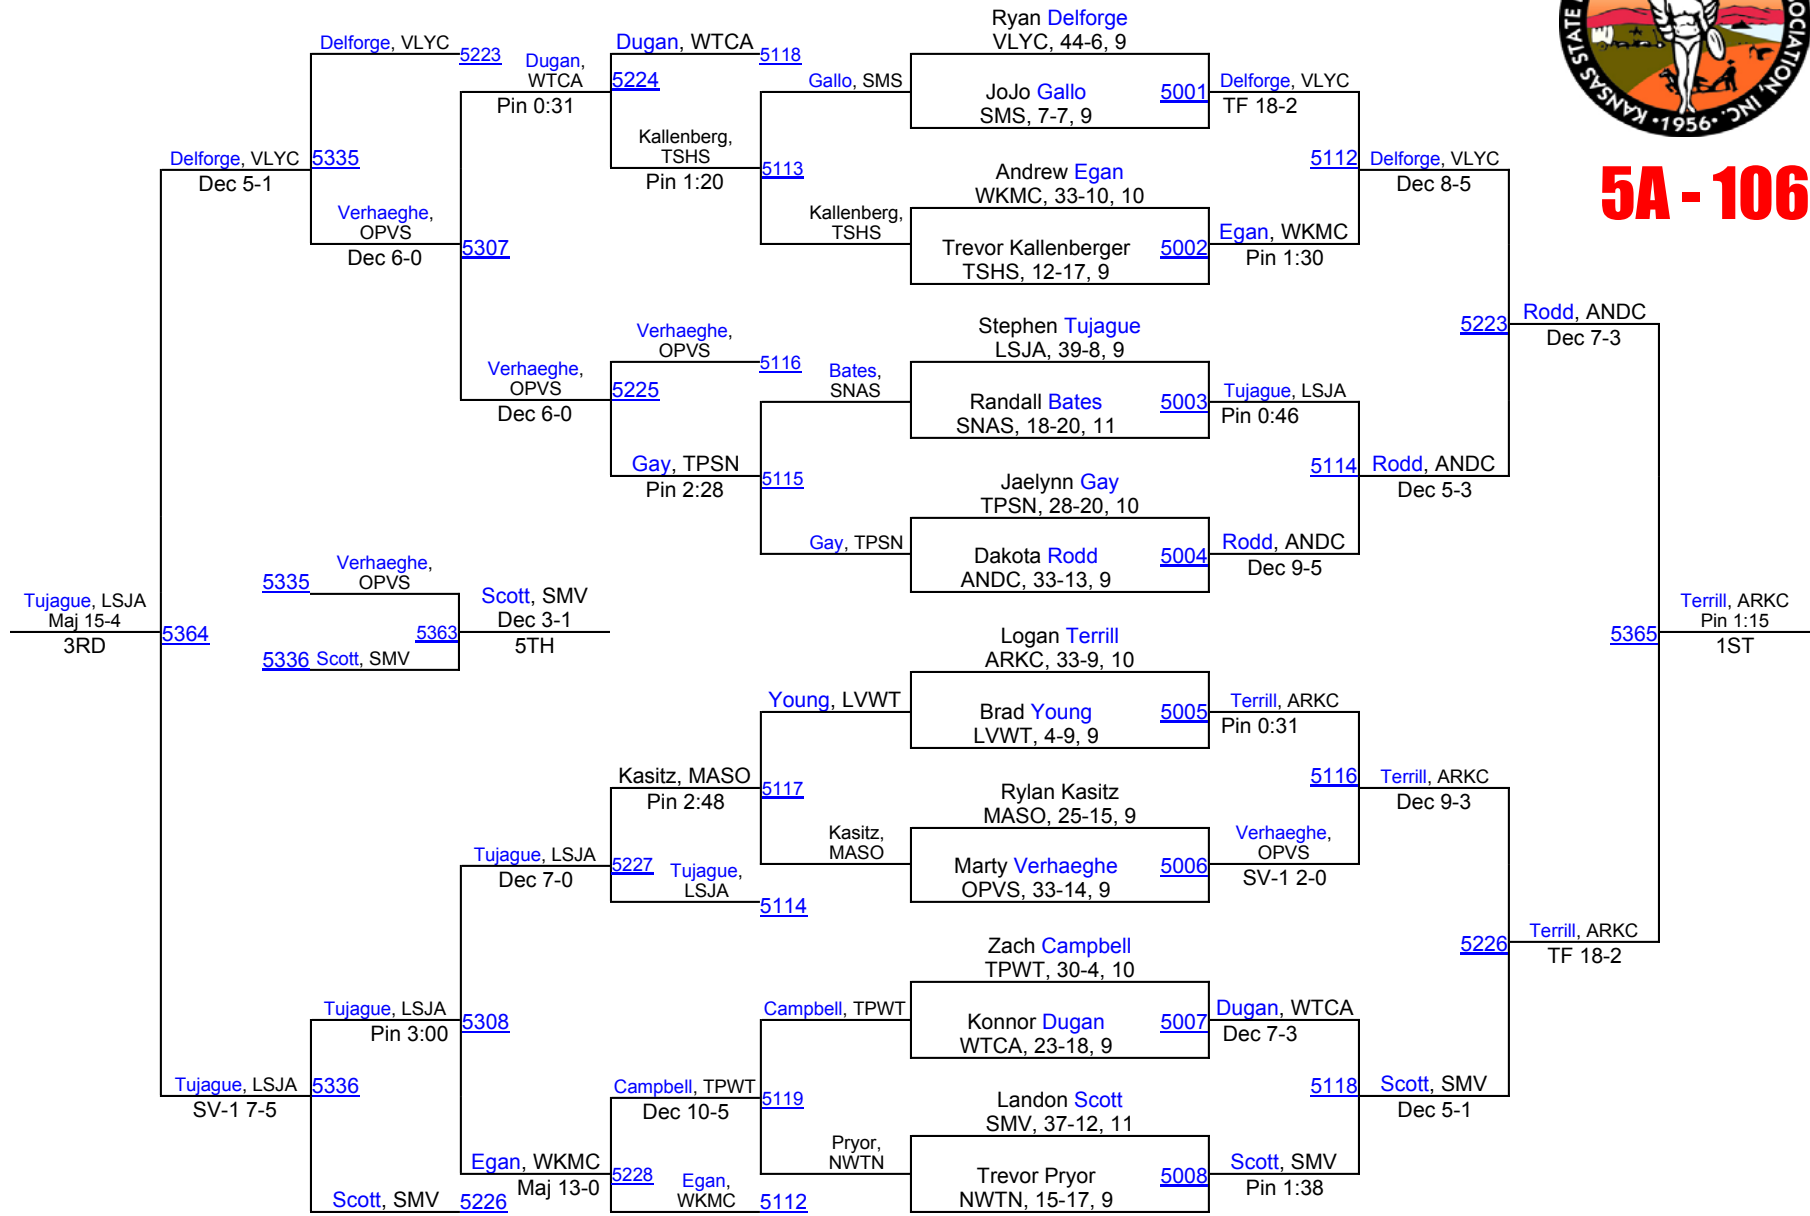 KANSAS STATE
OCIATION, INC.
·1956·
5A - 106
Delforge, VLYC
5223
Dugan,
WTCA
Pin 0:31
Dugan, WTCA
5118
5224
Gallo, SMS
Kallenberg,
TSHS
Pin 1:20
5113
Kallenberg,
TSHS
Delforge, VLYC
Dec 5-1
5335
Verhaeghe,
OPVS
Dec 6-0
5307
Verhaeghe,
OPVS
5116
Verhaeghe,
OPVS
Dec 6-0
5225
Bates,
SNAS
Gay, TPSN
Pin 2:28
5115
Gay, TPSN
5335
Verhaeghe,
OPVS
5336 Scott, SMV
5363
Scott, SMV
Dec 3-1
5TH
Tujague, LSJA
Maj 15-4
3RD
5364
Young, LVWT
Kasitz, MASO
Pin 2:48
5117
Kasitz,
MASO
Tujague, LSJA
Dec 7-0
5227
Tujague,
LSJA
5114
Tujague, LSJA
Pin 3:00
5308
Tujague, LSJA
SV-1 7-5
5336
Campbell, TPWT
Campbell, TPWT
Dec 10-5
5119
Pryor,
NWTN
Egan, WKMC
Maj 13-0
5228
Egan,
WKMC
5112
Scott, SMV
5226
Ryan Delforge
VLYC, 44-6, 9
JoJo Gallo
SMS, 7-7, 9
5001
Delforge, VLYC
TF 18-2
Andrew Egan
WKMC, 33-10, 10
Trevor Kallenberger
TSHS, 12-17, 9
5002
Egan, WKMC
Pin 1:30
5112
Delforge, VLYC
Dec 8-5
Stephen Tujague
LSJA, 39-8, 9
Randall Bates
SNAS, 18-20, 11
5003
Tujague, LSJA
Pin 0:46
Jaelynn Gay
TPSN, 28-20, 10
Dakota Rodd
ANDC, 33-13, 9
5004
Rodd, ANDC
Dec 9-5
5114
Rodd, ANDC
Dec 5-3
5223
Rodd, ANDC
Dec 7-3
Logan Terrill
ARKC, 33-9, 10
Brad Young
LVWT, 4-9, 9
5005
Terrill, ARKC
Pin 0:31
Rylan Kasitz
MASO, 25-15, 9
Marty Verhaeghe
OPVS, 33-14, 9
5006
Verhaeghe,
OPVS
SV-1 2-0
5116
Terrill, ARKC
Dec 9-3
Zach Campbell
TPWT, 30-4, 10
Konnor Dugan
WTCA, 23-18, 9
5007
Dugan, WTCA
Dec 7-3
Landon Scott
SMV, 37-12, 11
Trevor Pryor
NWTN, 15-17, 9
5008
Scott, SMV
Pin 1:38
5118
Scott, SMV
Dec 5-1
5226
Terrill, ARKC
TF 18-2
5365
Terrill, ARKC
Pin 1:15
1ST